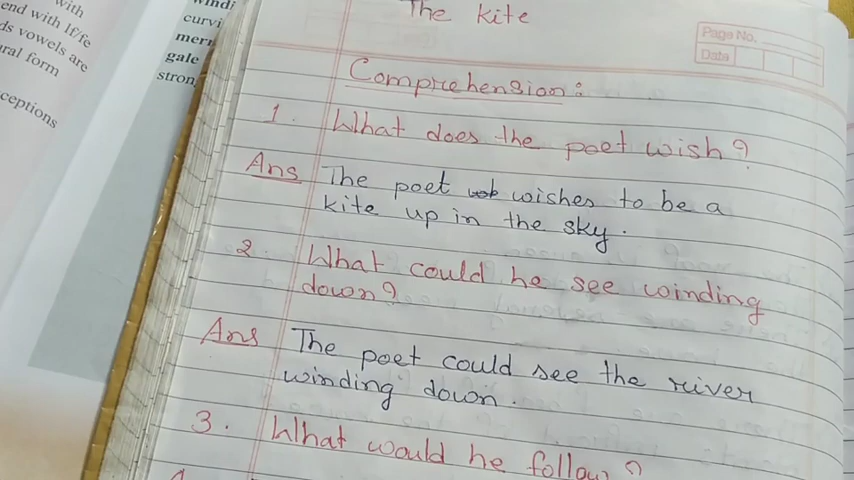 with
end with lf/fe
ds vowels are
ural form
ceptions
windi
curvi
merr
gale
stron
The kite
Page No.
Data
Comprehension:
1. What does the poet wish?
Ans The poet wishes to be a
kite up in the sky.
2. What could he see winding
down?
Ans The poet could see the river
winding down.
3. What would he follow?